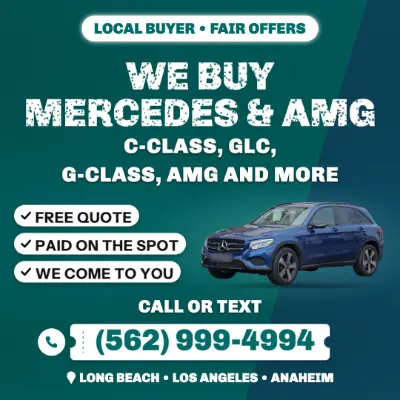 LOCAL BUYER • FAIR OFFERS
WE BUY
MERCEDES & AMG
C-CLASS, GLC,
G-CLASS, AMG AND MORE
FREE QUOTE
PAID ON THE SPOT
WE COME TO YOU
CALL OR TEXT
(562) 999-4994
LONG BEACH • LOS ANGELES • ANAHEIM